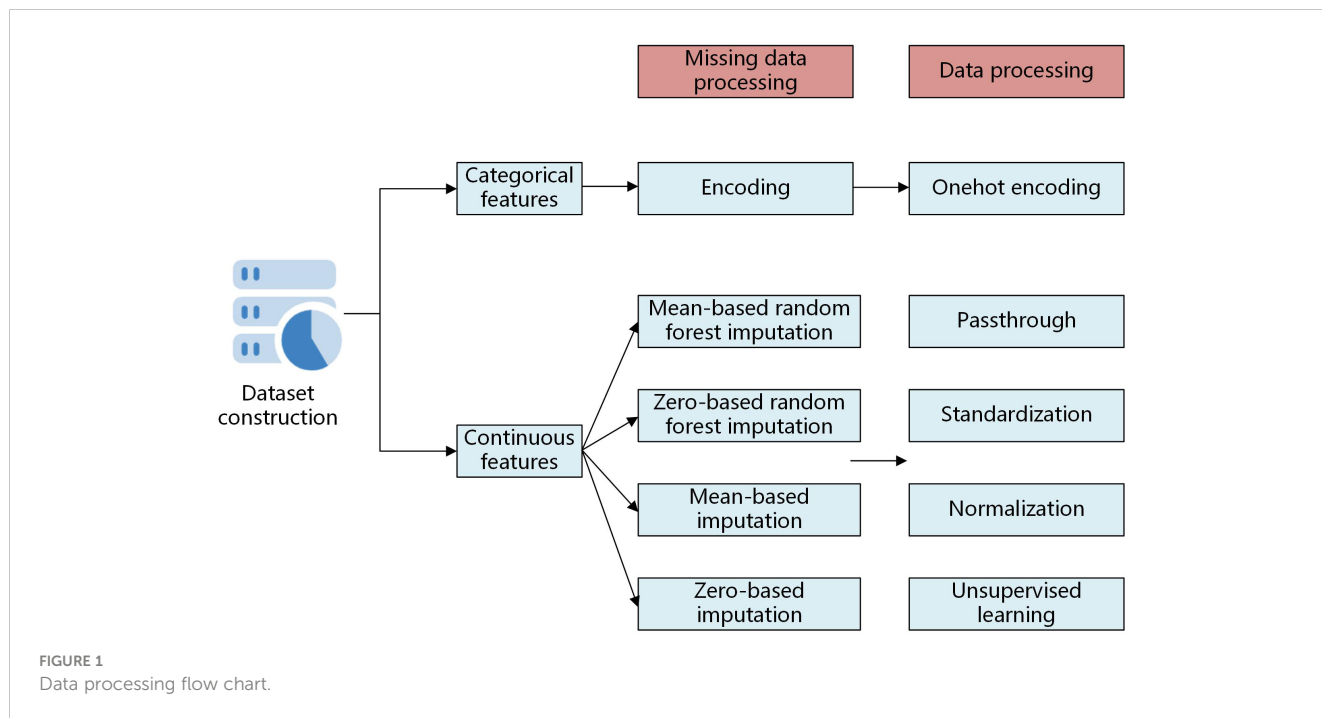 Missing data
processing
Data processing
Categorical
features
Encoding
Onehot encoding
Dataset
construction
Continuous
features
Mean-based random
forest imputation
Passthrough
Zero-based random
forest imputation
Standardization
Mean-based
imputation
Normalization
Zero-based
imputation
Unsupervised
learning
FIGURE 1
Data processing flow chart.